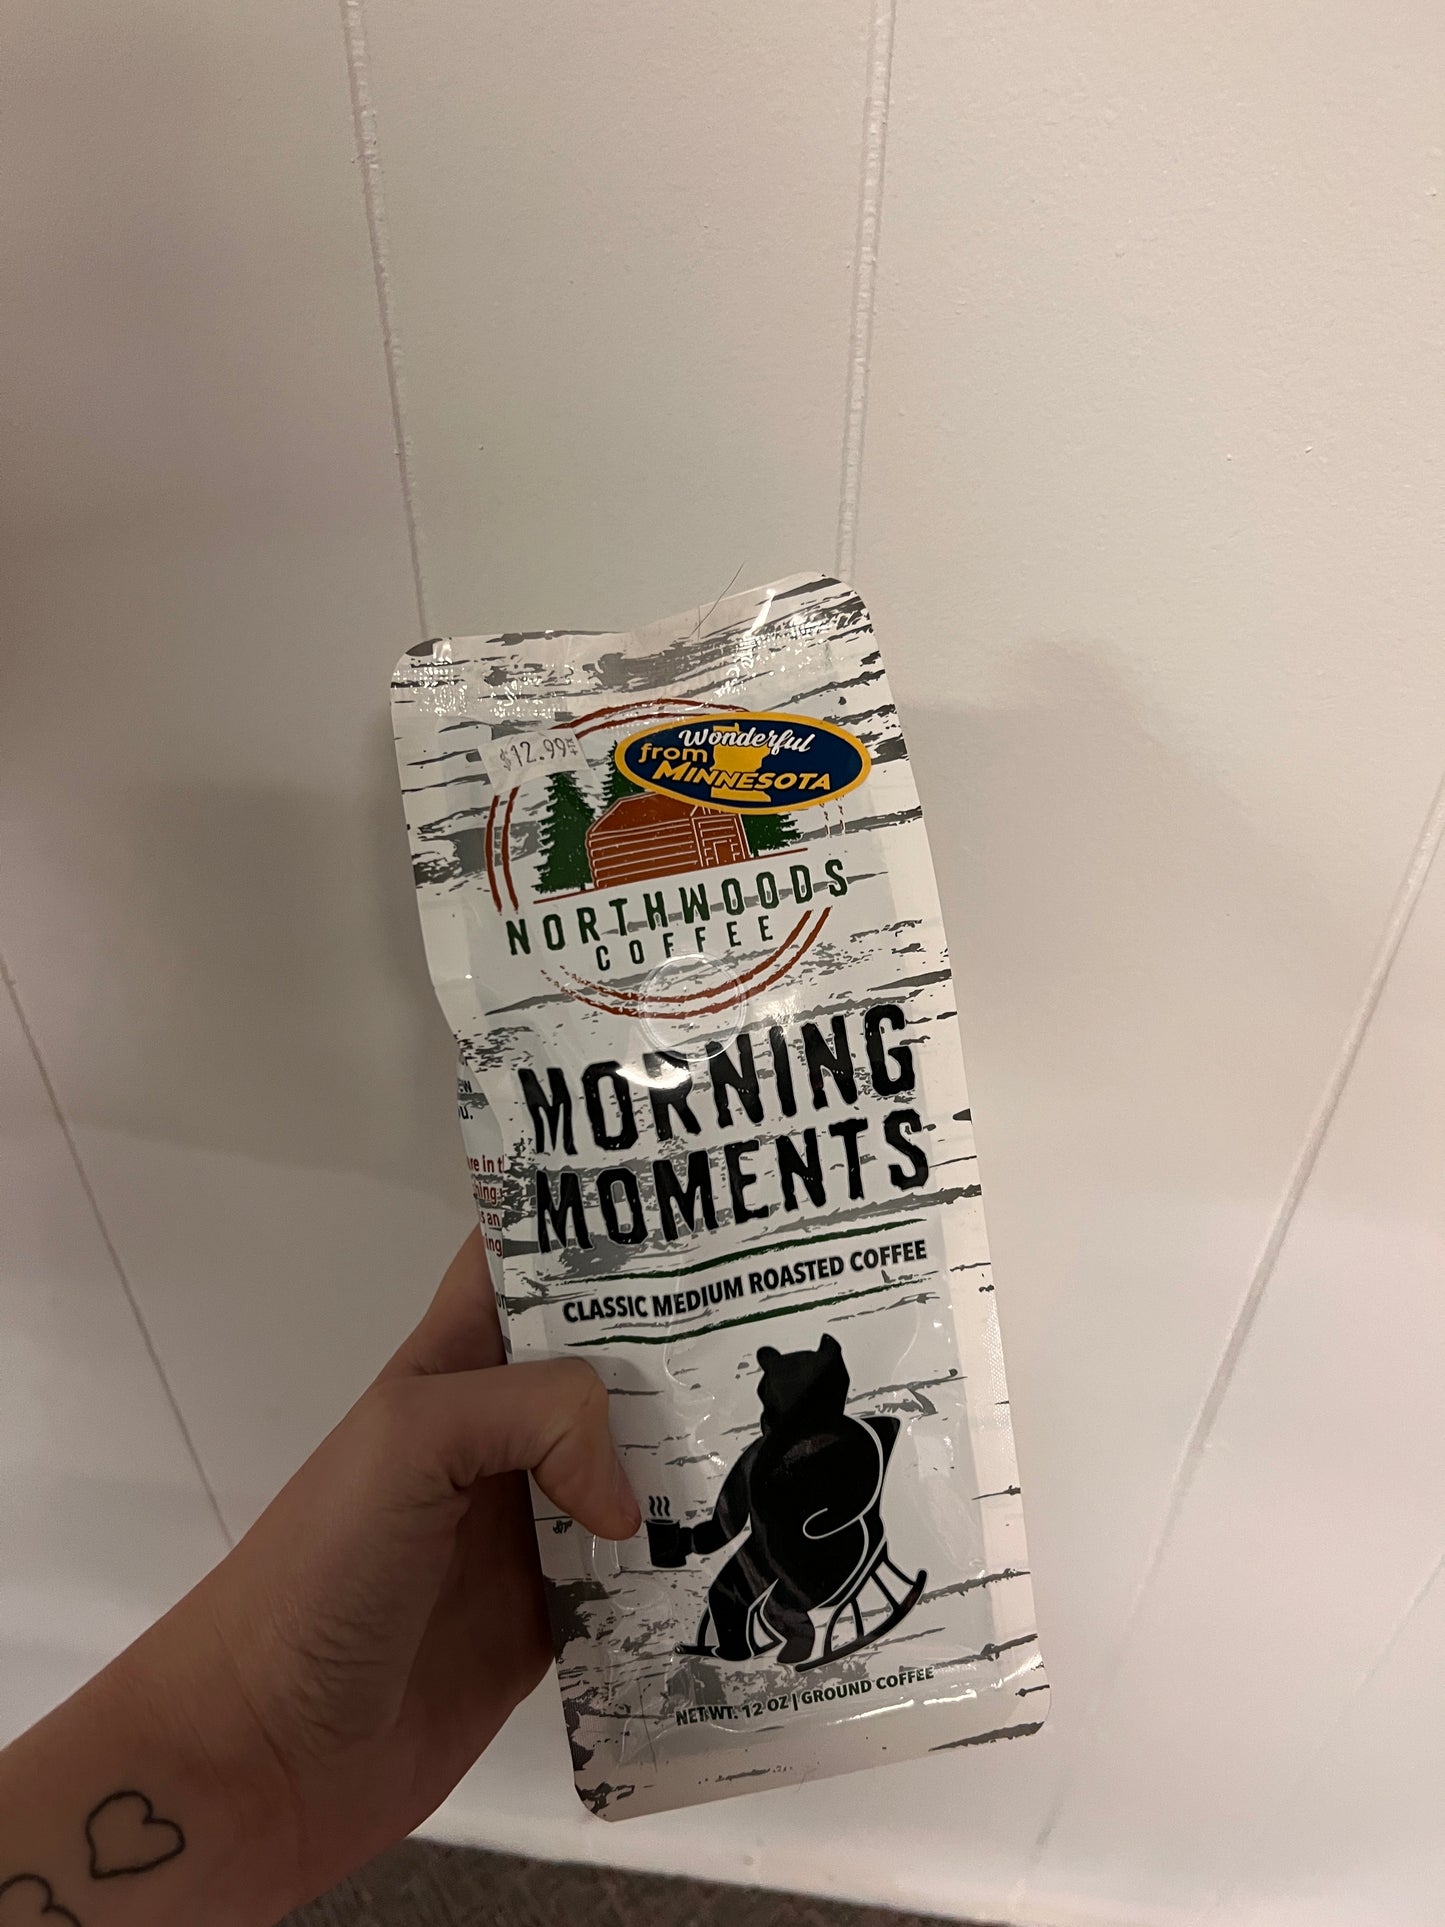 $12.99
Wonderful
from
MINNESOTA
NORTHWOODS
COFFEE
MORNING
MOMENTS
CLASSIC MEDIUM ROASTED COFFEE
NET WT. 12 OZ | GROUND COFFEE